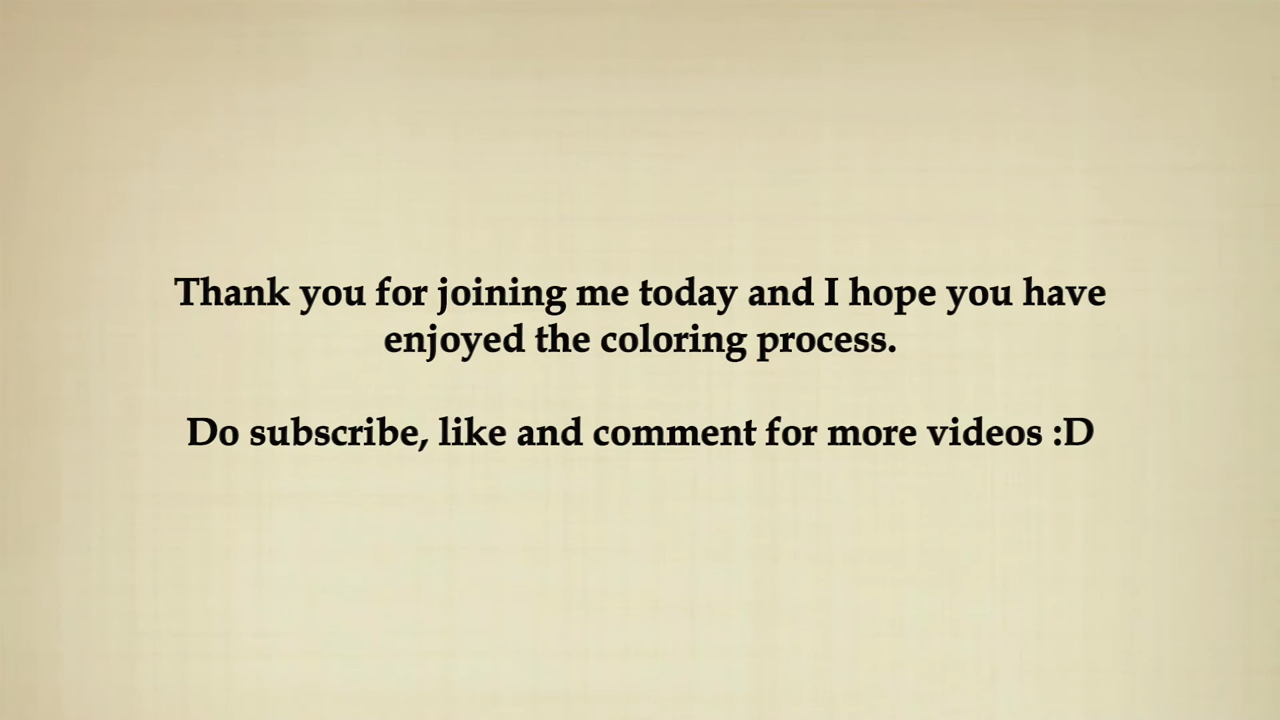 Thank you for joining me today and I hope you have
enjoyed the coloring process.
Do subscribe, like and comment for more videos :D